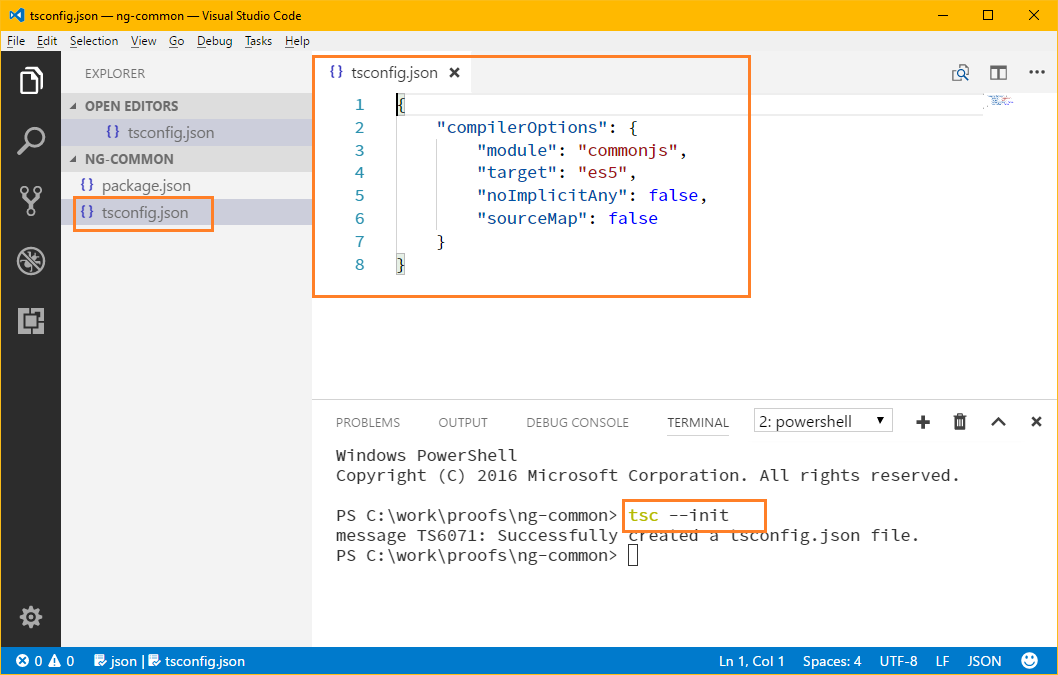 tsconfig.json — ng-common — Visual Studio Code
File Edit Selection View Go Debug Tasks Help
EXPLORER
OPEN EDITORS
{} tsconfig.json
NG-COMMON
{} package.json
{} tsconfig.json
{} tsconfig.json
1 {
2 "compilerOptions": {
3 "module": "commonjs",
4 "target": "es5",
5 "noImplicitAny": false,
6 "sourceMap": false
7 }
8 }
PROBLEMS OUTPUT DEBUG CONSOLE TERMINAL 2: powershell
Windows PowerShell
Copyright (C) 2016 Microsoft Corporation. All rights reserved.
PS C:\work\proofs\ng-common> tsc --init
message TS6071: Successfully created a tsconfig.json file.
PS C:\work\proofs\ng-common>
0 0 json | tsconfig.json Ln 1, Col 1 Spaces: 4 UTF-8 LF JSON